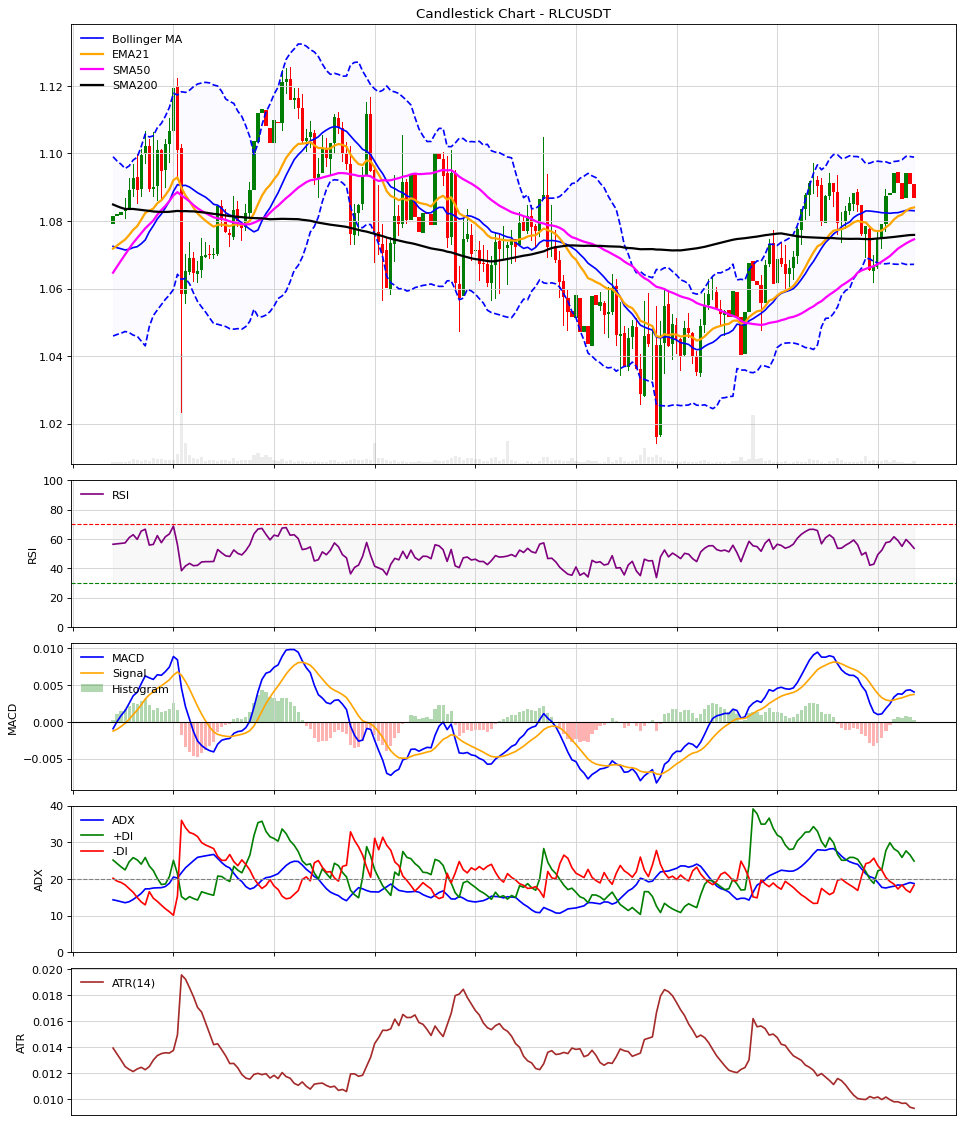 Candlestick Chart - RLCUSDT
Bollinger MA
EMA21
SMA50
SMA200
1.12
1.10
1.08
1.06
1.04
1.02
RSI
RSI
100
80
60
40
20
0
MACD
Signal
Histogram
MACD
0.010
0.005
0.000
−0.005
ADX
+DI
-DI
ADX
40
30
20
10
0
ATR(14)
ATR
0.020
0.018
0.016
0.014
0.012
0.010